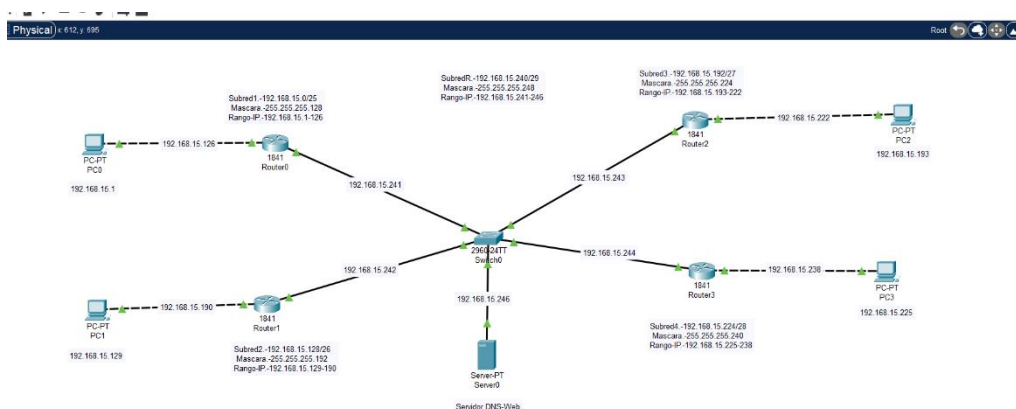 Physical x: 612, y: 695
Root
SubredR.-192.168.15.240/29
Mascara.-255.255.255.248
Rango-IP.-192.168.15.241-246
Subred3.-192.168.15.192/27
Mascara.-255.255.255.224
Rango-IP.-192.168.15.193-222
Subred1.-192.168.15.0/25
Mascara.-255.255.255.128
Rango-IP.-192.168.15.1-126
192.168.15.126
PC-PT
PC0
192.168.15.1
1841
Router0
192.168.15.241
1841
Router2
192.168.15.222
PC-PT
PC2
192.168.15.193
192.168.15.243
2960-24TT
Switch0
192.168.15.242
192.168.15.244
192.168.15.246
192.168.15.190
PC-PT
PC1
192.168.15.129
1841
Router1
Subred2.-192.168.15.128/26
Mascara.-255.255.255.192
Rango-IP.-192.168.15.129-190
1841
Router3
192.168.15.238
PC-PT
PC3
192.168.15.225
Subred4.-192.168.15.224/28
Mascara.-255.255.255.240
Rango-IP.-192.168.15.225-238
Server-PT
Server0
Servidor DNS-Web